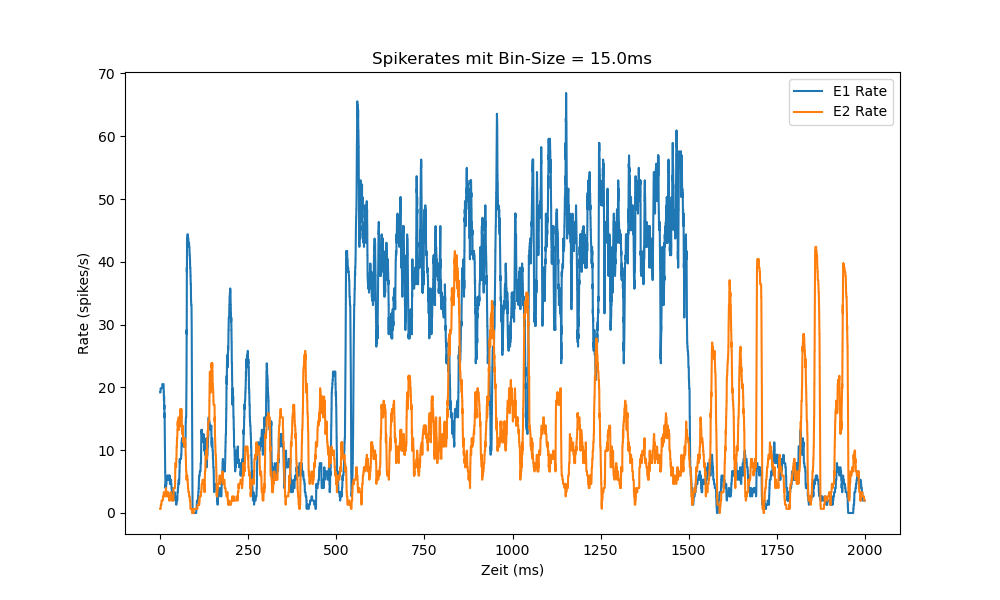 Spikerates mit Bin-Size = 15.0ms
E1 Rate
E2 Rate
70
60
50
40
30
20
10
0
Rate (spikes/s)
0 250 500 750 1000 1250 1500 1750 2000
Zeit (ms)